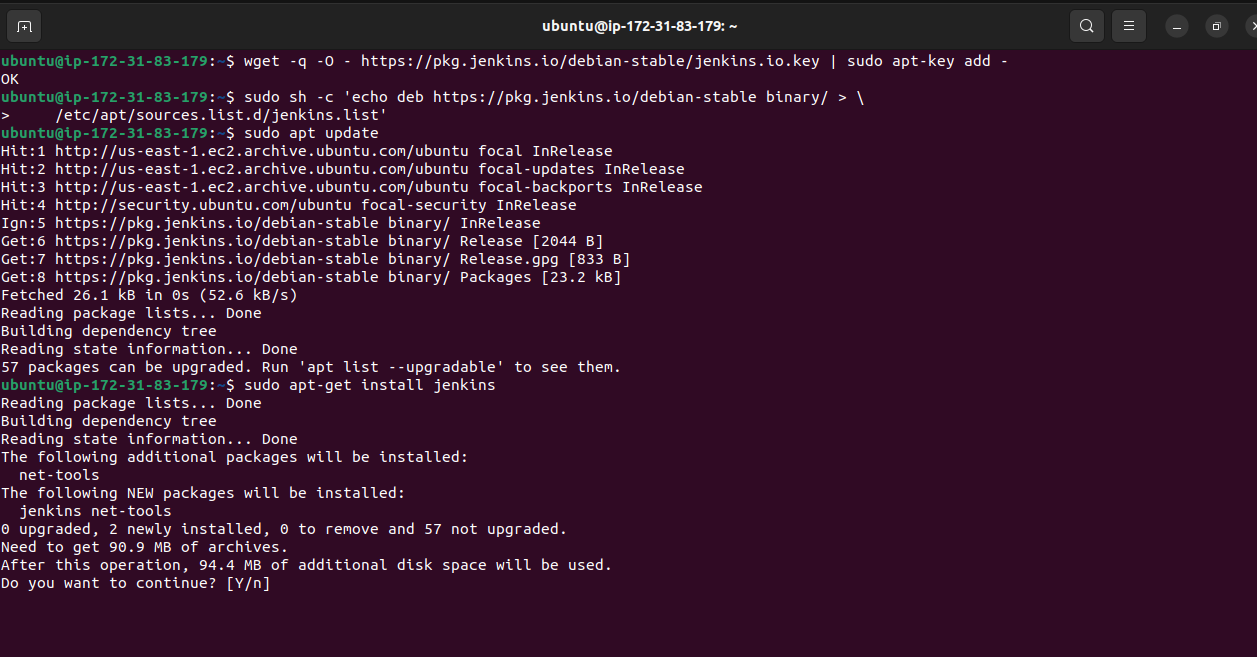 ubuntu@ip-172-31-83-179: ~
ubuntu@ip-172-31-83-179:~$ wget -q -O - https://pkg.jenkins.io/debian-stable/jenkins.io.key | sudo apt-key add -
OK
ubuntu@ip-172-31-83-179:~$ sudo sh -c 'echo deb https://pkg.jenkins.io/debian-stable binary/ > \
>     /etc/apt/sources.list.d/jenkins.list'
ubuntu@ip-172-31-83-179:~$ sudo apt update
Hit:1 http://us-east-1.ec2.archive.ubuntu.com/ubuntu focal InRelease
Hit:2 http://us-east-1.ec2.archive.ubuntu.com/ubuntu focal-updates InRelease
Hit:3 http://us-east-1.ec2.archive.ubuntu.com/ubuntu focal-backports InRelease
Hit:4 http://security.ubuntu.com/ubuntu focal-security InRelease
Ign:5 https://pkg.jenkins.io/debian-stable binary/ InRelease
Get:6 https://pkg.jenkins.io/debian-stable binary/ Release [2044 B]
Get:7 https://pkg.jenkins.io/debian-stable binary/ Release.gpg [833 B]
Get:8 https://pkg.jenkins.io/debian-stable binary/ Packages [23.2 kB]
Fetched 26.1 kB in 0s (52.6 kB/s)
Reading package lists... Done
Building dependency tree
Reading state information... Done
57 packages can be upgraded. Run 'apt list --upgradable' to see them.
ubuntu@ip-172-31-83-179:~$ sudo apt-get install jenkins
Reading package lists... Done
Building dependency tree
Reading state information... Done
The following additional packages will be installed:
  net-tools
The following NEW packages will be installed:
  jenkins net-tools
0 upgraded, 2 newly installed, 0 to remove and 57 not upgraded.
Need to get 90.9 MB of archives.
After this operation, 94.4 MB of additional disk space will be used.
Do you want to continue? [Y/n]